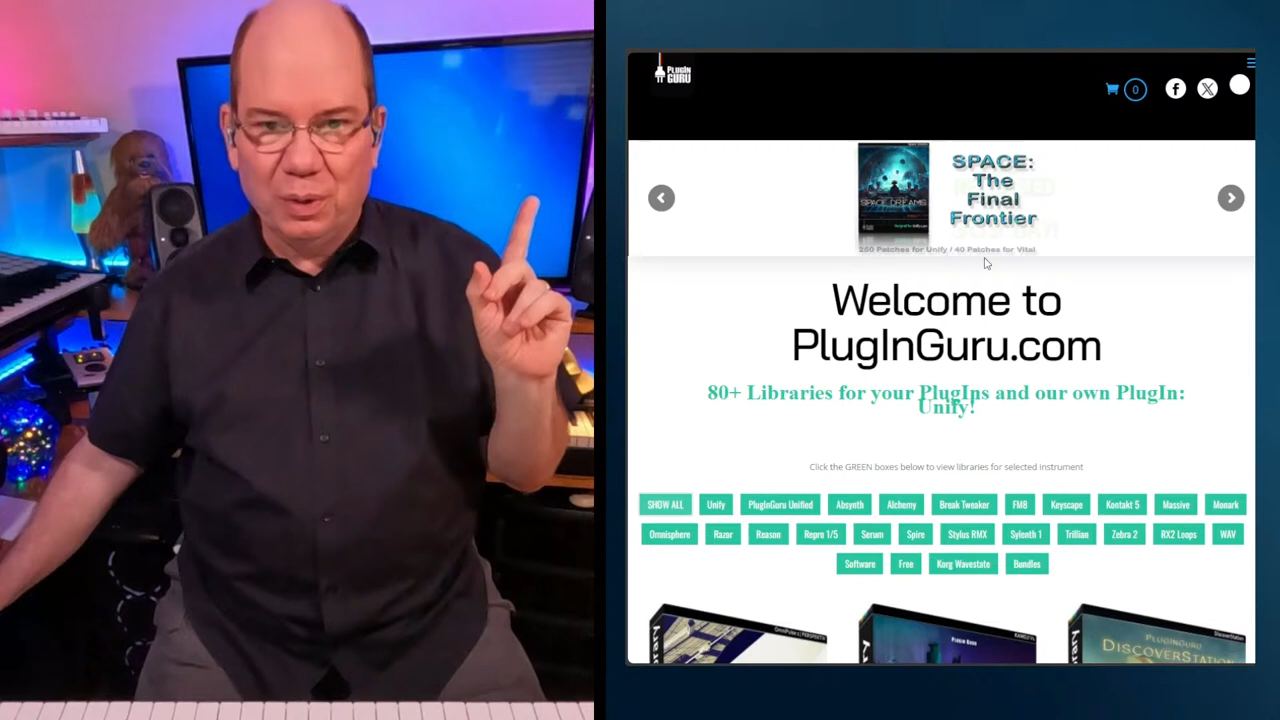 PLUGIN
GURU
0
SPACE:
The
Final
Frontier
SPACE DREAMS
250 Patches for Unify / 40 Patches for Vital
Welcome to
PlugInGuru.com
80+ Libraries for your PlugIns and our own PlugIn:
Unify!
Click the GREEN boxes below to view libraries for selected instrument
SHOW ALL
Unify
PlugInGuru Unified
Absynth
Alchemy
Break Tweaker
FM8
Keyscape
Kontakt 5
Massive
Monark
Omnisphere
Razor
Reason
Repro 1/5
Serum
Spire
Stylus RMX
Sylenth 1
Trillian
Zebra 2
RX2 Loops
WAV
Software
Free
Korg Wavestate
Bundles
PLUGIN GURU
DiscoverStation
PLUGINGURU
DISCOVERSTATION